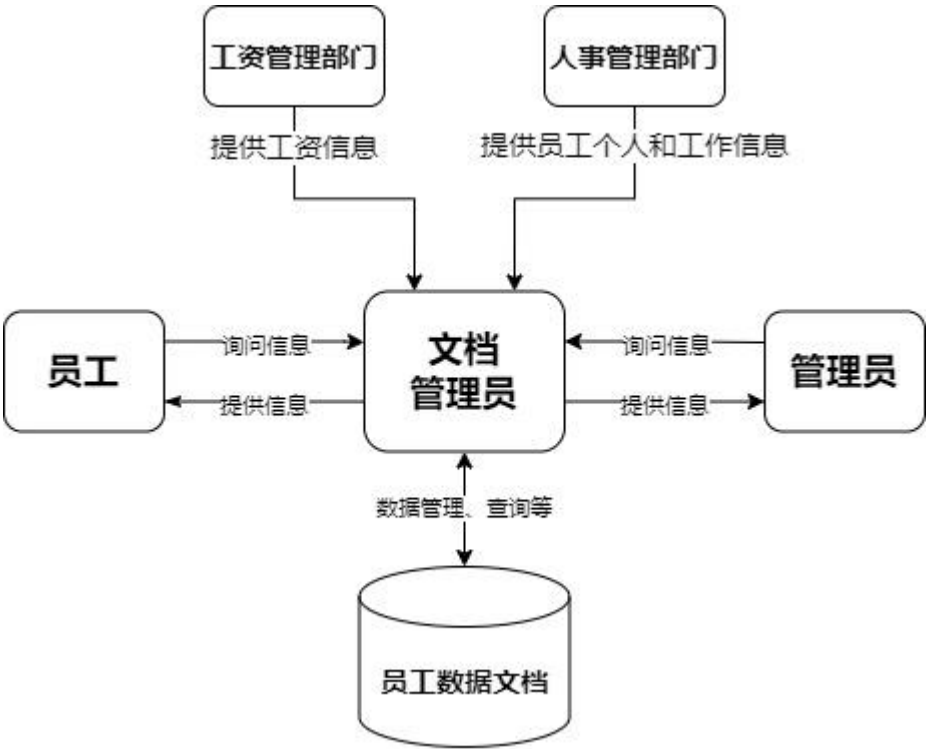 工资管理部门
人事管理部门
提供工资信息
提供员工个人和工作信息
员工
询问信息
提供信息
文档
管理员
询问信息
提供信息
管理员
数据管理、查询等
员工数据文档